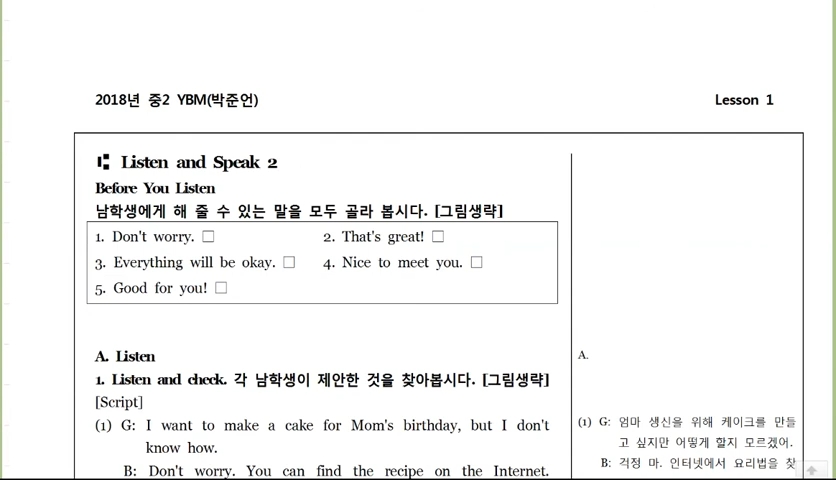 2018년 중2 YBM(박준언)
Lesson 1
Listen and Speak 2
Before You Listen
남학생에게 해 줄 수 있는 말을 모두 골라 봅시다. [그림생략]
1. Don't worry. □
2. That's great! □
3. Everything will be okay. □
4. Nice to meet you. □
5. Good for you! □
A. Listen
1. Listen and check. 각 남학생이 제안한 것을 찾아봅시다. [그림생략]
[Script]
(1) G: I want to make a cake for Mom's birthday, but I don't
know how.
B: Don't worry. You can find the recipe on the Internet.
A.
(1) G: 엄마 생신을 위해 케이크를 만들
고 싶지만 어떻게 할지 모르겠어.
B: 걱정 마. 인터넷에서 요리법을 찾